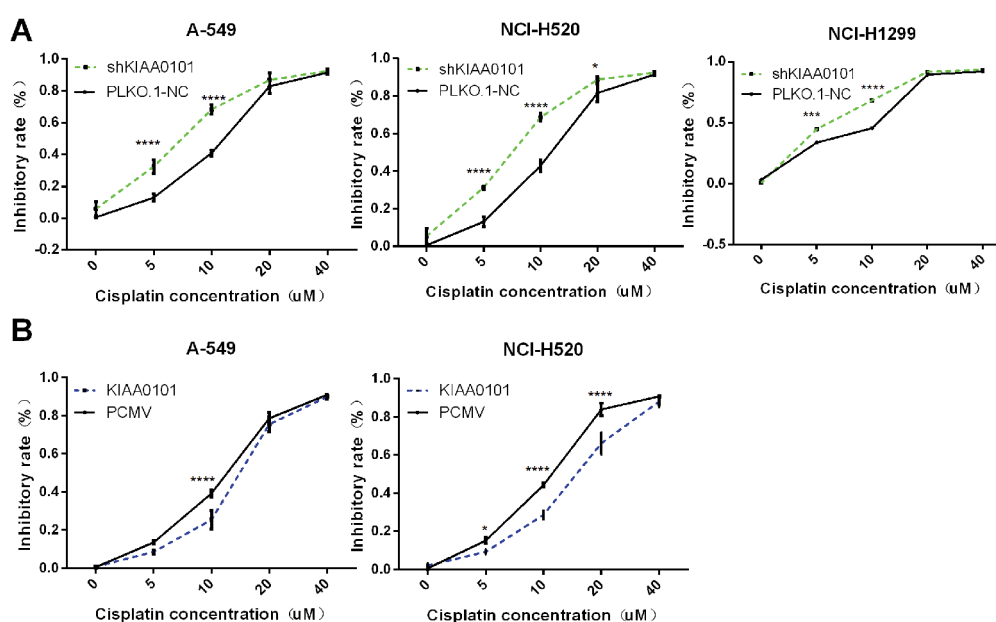 A
A-549
shKIAA0101
PLKO.1-NC
Inhibitory rate (%)
1.0
0.8
0.6
0.4
0.2
0.0
-0.2
****
****
0
5
10
20
40
Cisplatin concentration (uM)
NCI-H520
shKIAA0101
PLKO.1-NC
Inhibitory rate (%)
1.0
0.8
0.6
0.4
0.2
0.0
****
****
*
0
5
10
20
40
Cisplatin concentration (uM)
NCI-H1299
shKIAA0101
PLKO.1-NC
Inhibitory rate (%)
1.0
0.5
0.0
-0.5
***
****
0
5
10
20
40
Cisplatin concentration (uM)
B
A-549
KIAA0101
PCMV
Inhibitory rate (%)
1.0
0.8
0.6
0.4
0.2
0.0
****
0
5
10
20
40
Cisplatin concentration (uM)
NCI-H520
KIAA0101
PCMV
Inhibitory rate (%)
1.0
0.8
0.6
0.4
0.2
0.0
*
****
****
0
5
10
20
40
Cisplatin concentration (uM)